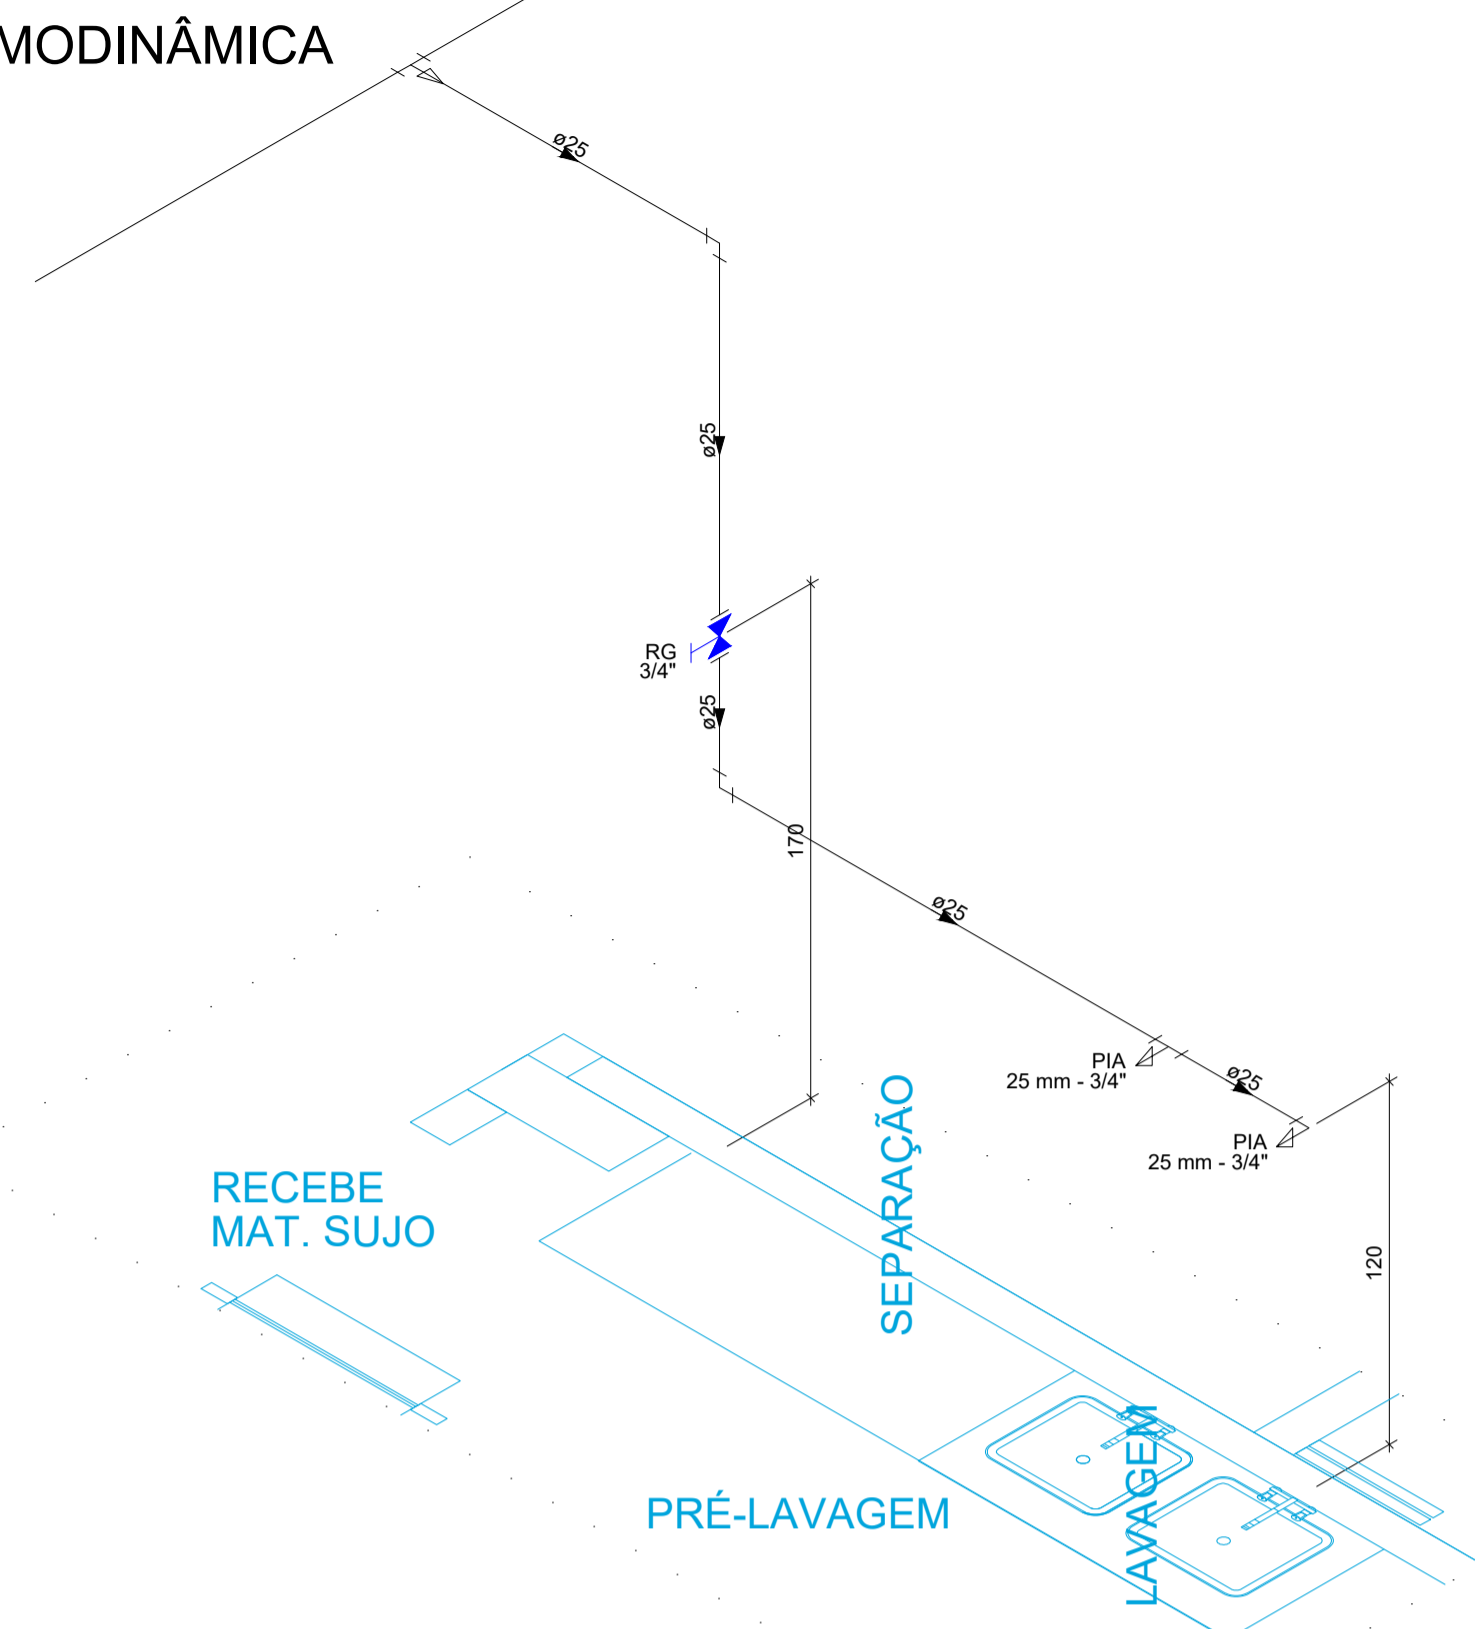 MODINÂMICA
ø25
ø25
RG
3/4"
ø25
170
ø25
PIA
25 mm - 3/4"
ø25
PIA
25 mm - 3/4"
SEPARAÇÃO
RECEBE
MAT. SUJO
120
LAVAGEM
PRÉ-LAVAGEM